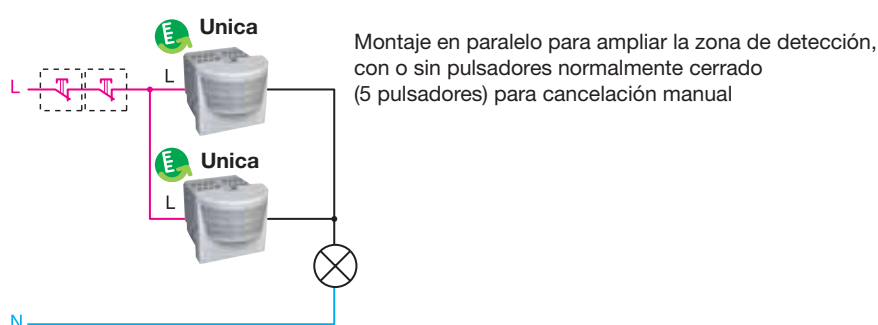 Unica
Montaje en paralelo para ampliar la zona de detección,
con o sin pulsadores normalmente cerrado
(5 pulsadores) para cancelación manual
L
L
Unica
L
N